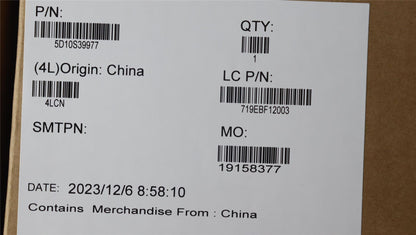 P/N:
5D10S39977
QTY:
1
(4L)Origin: China
4LCN
LC P/N:
719EBF12003
SMTPN:
MO:
19158377
DATE: 2023/12/6 8:58:10
Contains Merchandise From : China